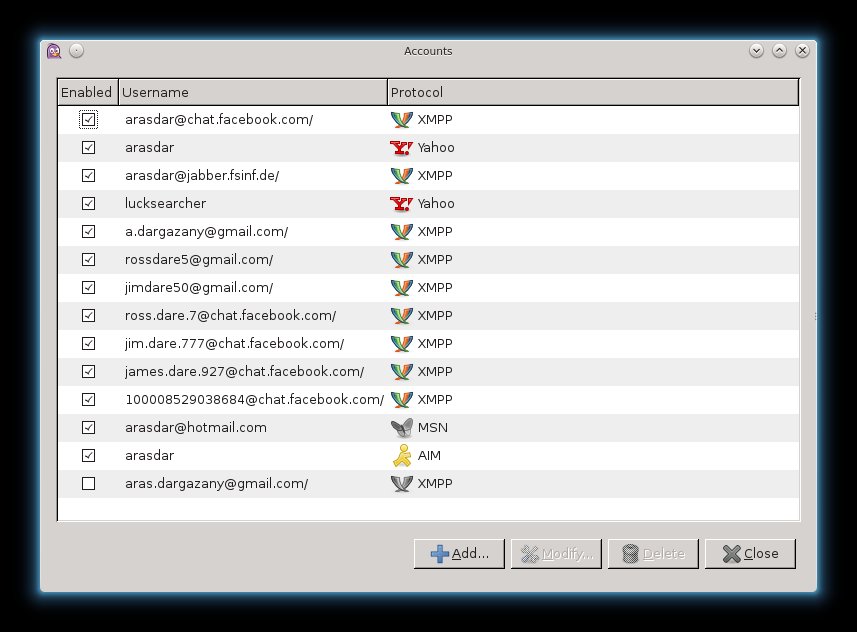 Accounts
Enabled Username Protocol
arasdar@chat.facebook.com/ XMPP
arasdar Yahoo
arasdar@jabber.fsinf.de/ XMPP
lucksearcher Yahoo
a.dargazany@gmail.com/ XMPP
rossdare5@gmail.com/ XMPP
jimdare50@gmail.com/ XMPP
ross.dare.7@chat.facebook.com/ XMPP
jim.dare.777@chat.facebook.com/ XMPP
james.dare.927@chat.facebook.com/ XMPP
100008529038684@chat.facebook.com/ XMPP
arasdar@hotmail.com MSN
arasdar AIM
aras.dargazany@gmail.com/ XMPP
Add... Modify... Delete Close